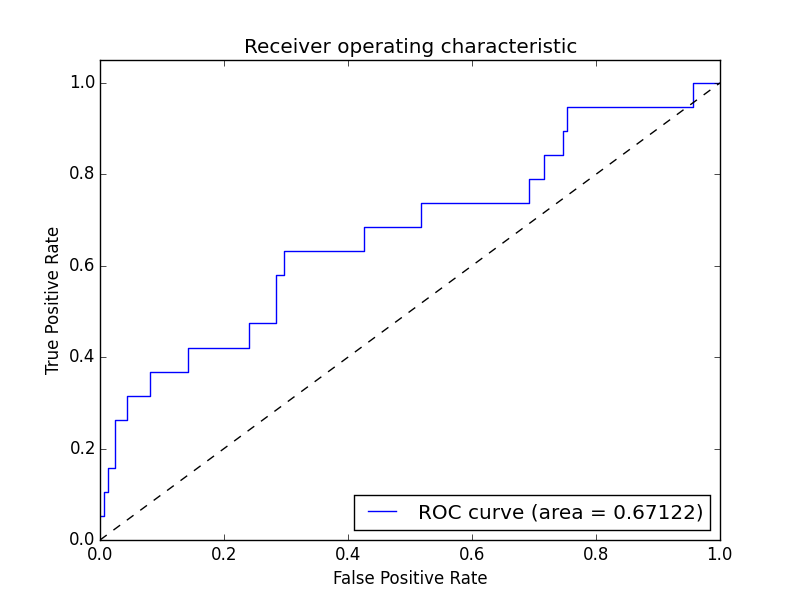 Receiver operating characteristic
True Positive Rate
1.0
0.8
0.6
0.4
0.2
0.0
ROC curve (area = 0.67122)
0.0 0.2 0.4 0.6 0.8 1.0
False Positive Rate